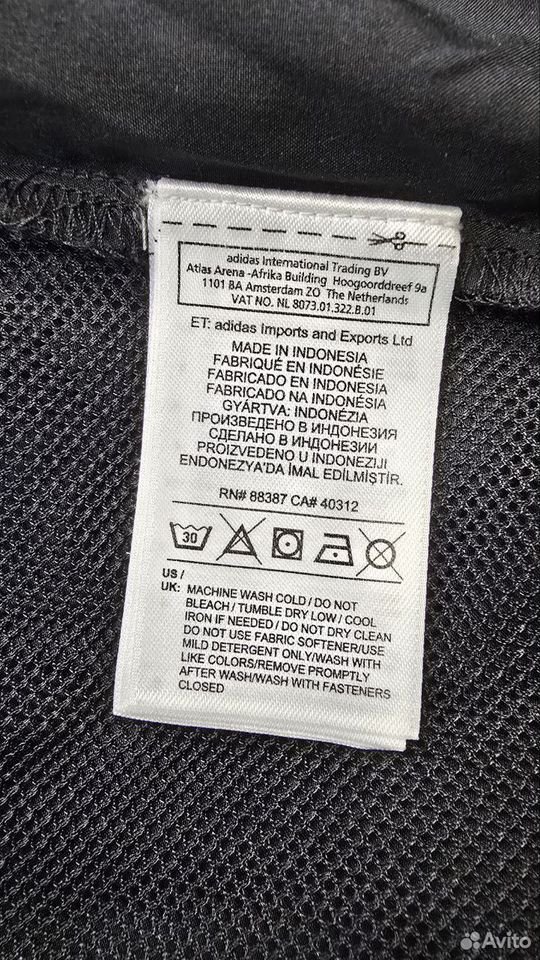 adidas International Trading BV
Atlas Arena -Afrika Building Hoogoorddreef 9a
1101 BA Amsterdam ZO The Netherlands
VAT NO. NL 8073.01.322.B.01
ET: adidas Imports and Exports Ltd
MADE IN INDONESIA
FABRIQUÉ EN INDONÉSIE
FABRICADO EN INDONESIA
FABRICADO NA INDONÉSIA
GYÁRTVA: INDONÉZIA
ПРОИЗВЕДЕНО В ИНДОНЕЗИЯ
СДЕЛАНО В ИНДОНЕЗИИ
PROIZVEDENO U INDONEZIJI
ENDONEZYA'DA İMAL EDİLMİŞTİR.
RN# 88387 CA# 40312
30
US /
UK: MACHINE WASH COLD / DO NOT
BLEACH / TUMBLE DRY LOW / COOL
IRON IF NEEDED / DO NOT DRY CLEAN
DO NOT USE FABRIC SOFTENER/USE
MILD DETERGENT ONLY/WASH WITH
LIKE COLORS/REMOVE PROMPTLY
AFTER WASH/WASH WITH FASTENERS
CLOSED
Avito